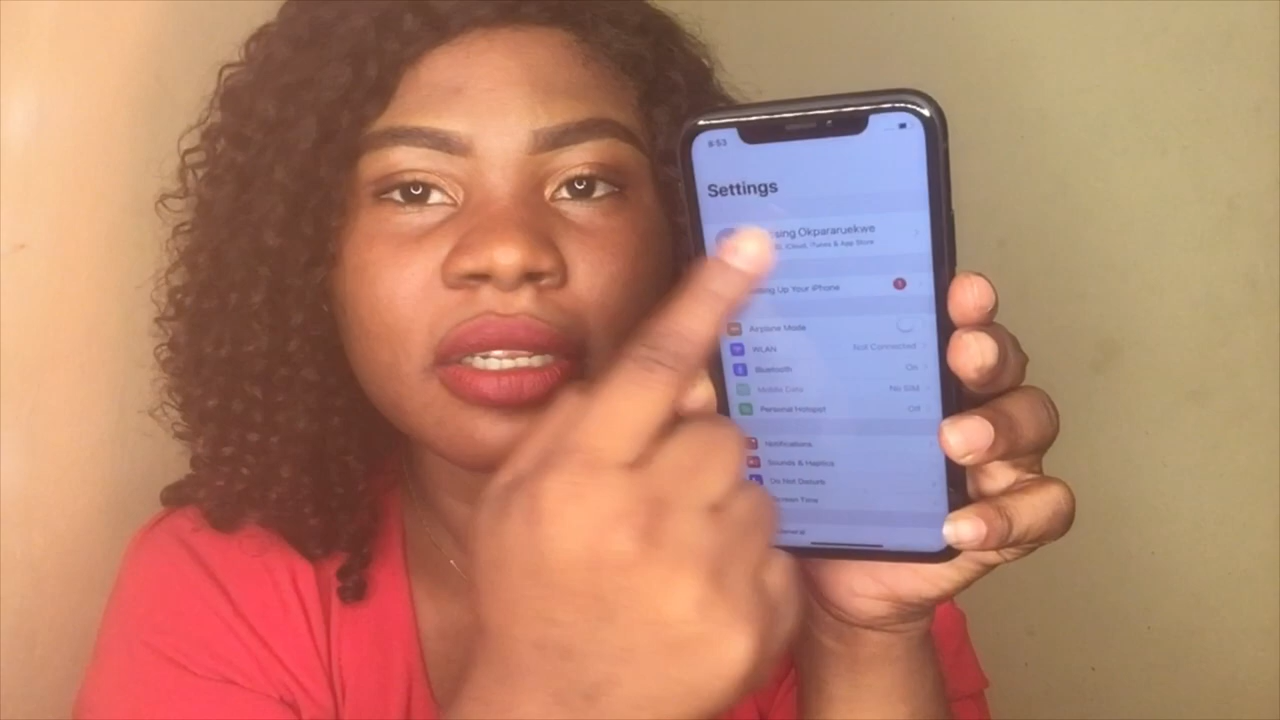 8:53
Settings
Okpararuekwe
iCloud, iTunes & App Store
Up Your iPhone
Airplane Mode
WLAN Not Connected
Bluetooth On
Mobile Data No SIM
Personal Hotspot Off
Notifications
Sounds & Haptics
Do Not Disturb
Screen Time
General